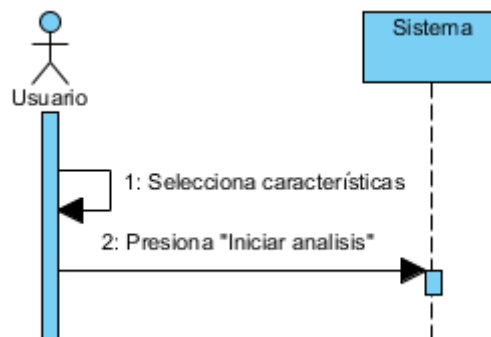 Sistema
Usuario
1: Selecciona características
2: Presiona "Iniciar analisis"